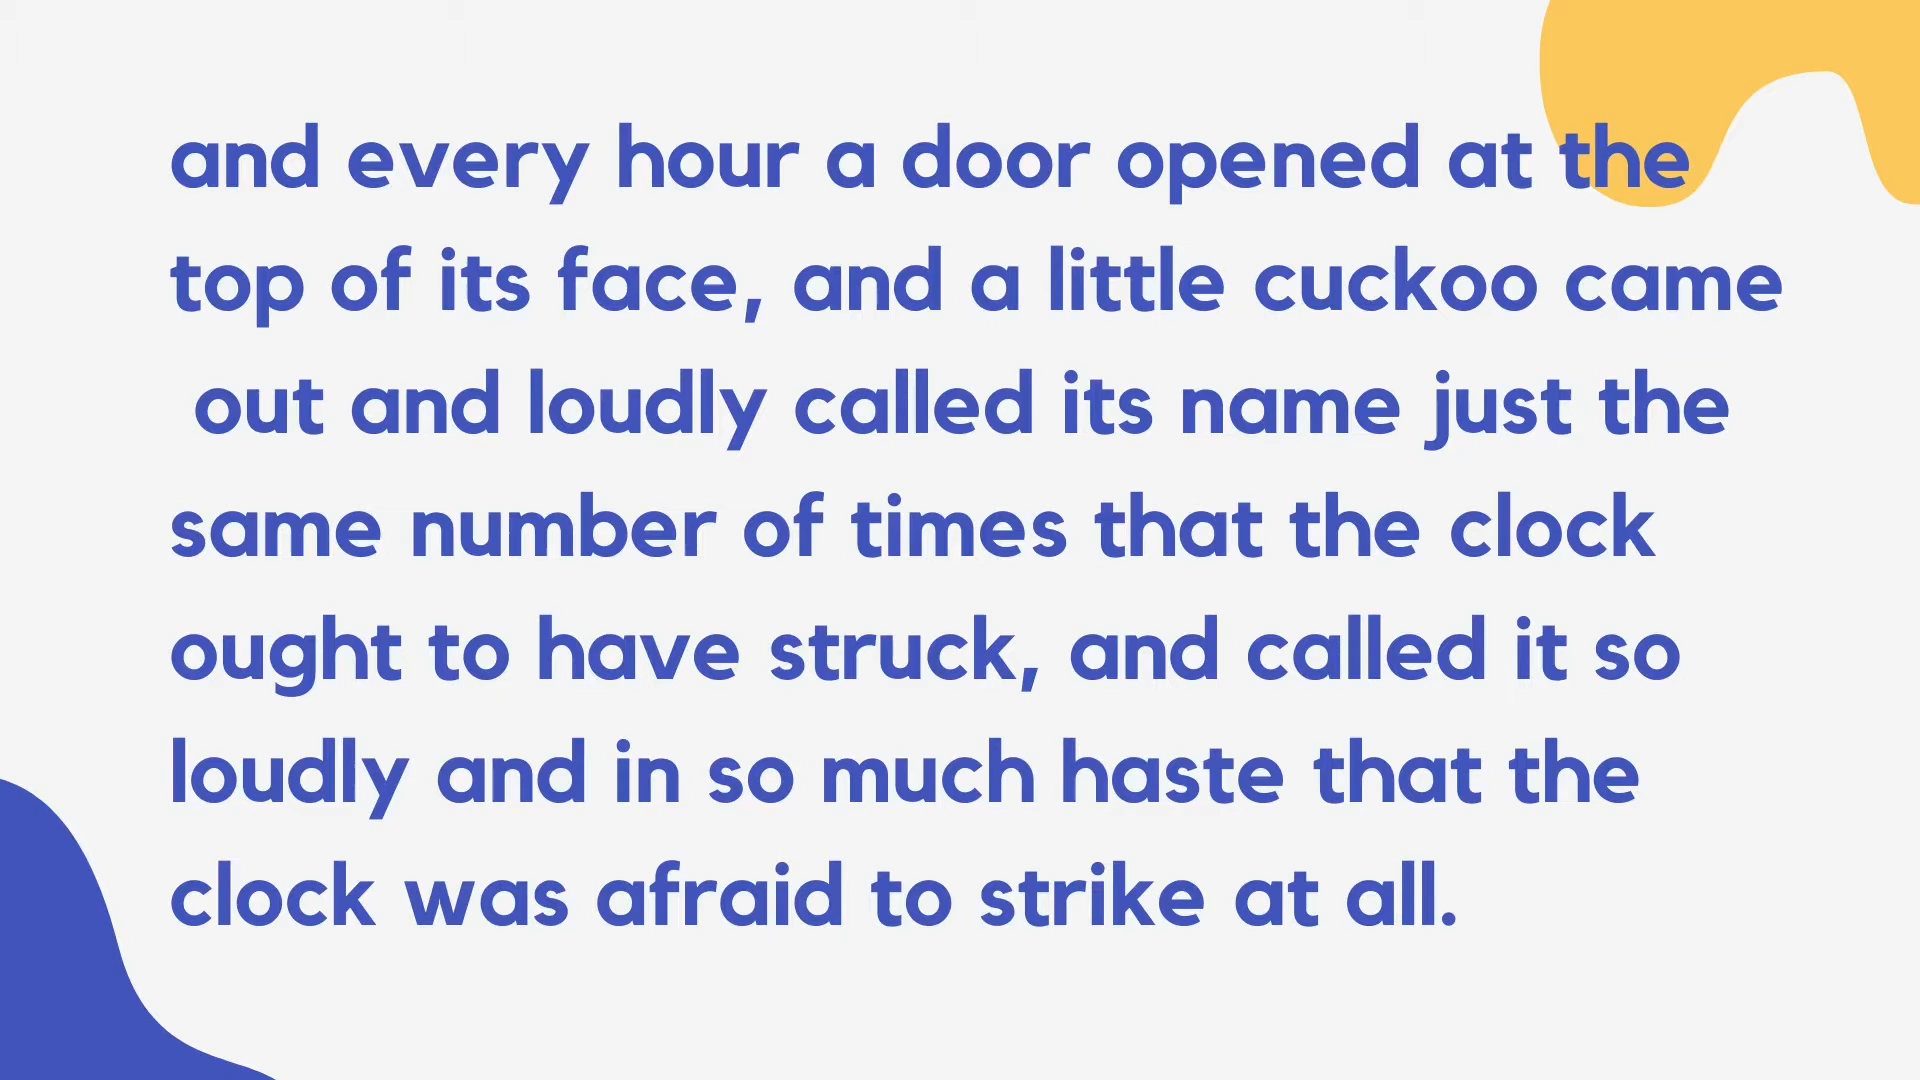 and every hour a door opened at the
top of its face, and a little cuckoo came
out and loudly called its name just the
same number of times that the clock
ought to have struck, and called it so
loudly and in so much haste that the
clock was afraid to strike at all.